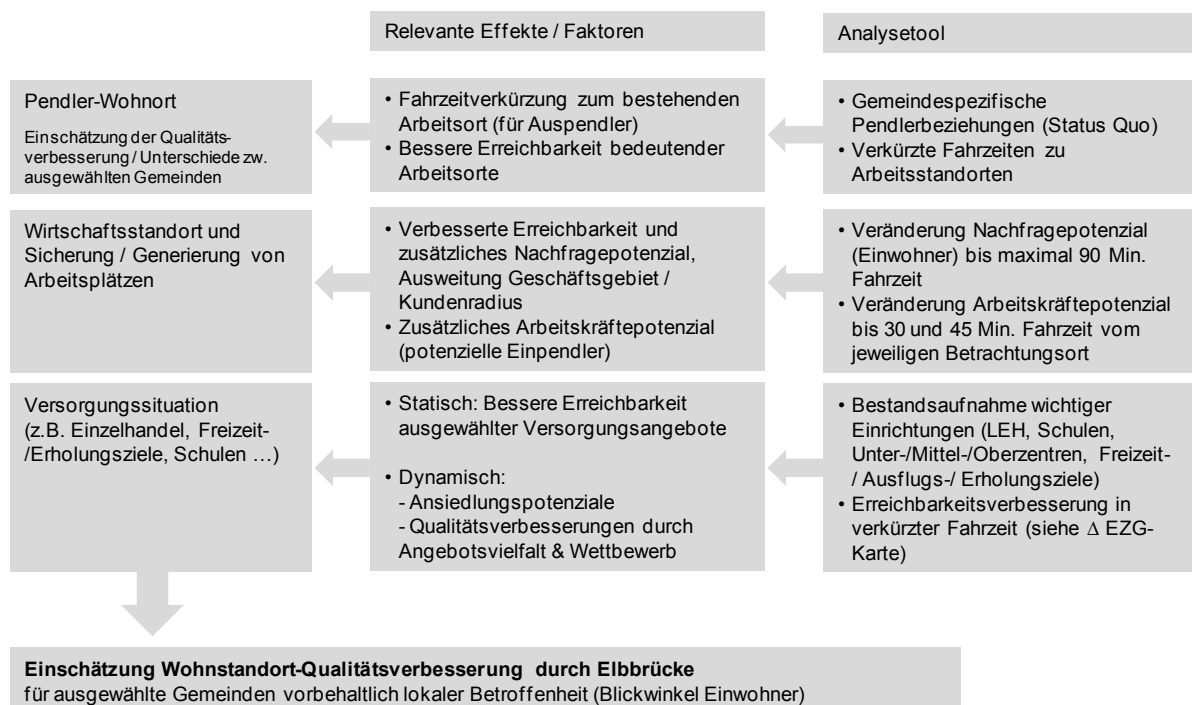 Relevante Effekte / Faktoren
Analysetool
Pendler-Wohnort
Einschätzung der Qualitäts-
verbesserung / Unterschiede zw.
ausgewählten Gemeinden
• Fahrzeitverkürzung zum bestehenden
Arbeitsort (für Auspendler)
• Bessere Erreichbarkeit bedeutender
Arbeitsorte
• Gemeindespezifische
Pendlerbeziehungen (Status Quo)
• Verkürzte Fahrzeiten zu
Arbeitsstandorten
Wirtschaftsstandort und
Sicherung / Generierung von
Arbeitsplätzen
• Verbesserte Erreichbarkeit und
zusätzliches Nachfragepotenzial,
Ausweitung Geschäftsgebiet /
Kundenradius
• Zusätzliches Arbeitskräftepotenzial
(potenzielle Einpendler)
• Veränderung Nachfragepotenzial
(Einwohner) bis maximal 90 Min.
Fahrzeit
• Veränderung Arbeitskräftepotenzial
bis 30 und 45 Min. Fahrzeit vom
jeweiligen Betrachtungsort
Versorgungssituation
(z.B. Einzelhandel, Freizeit-
/Erholungsziele, Schulen …)
• Statisch: Bessere Erreichbarkeit
ausgewählter Versorgungsangebote
• Dynamisch:
- Ansiedlungspotenziale
- Qualitätsverbesserungen durch
Angebotsvielfalt & Wettbewerb
• Bestandsaufnahme wichtiger
Einrichtungen (LEH, Schulen,
Unter-/Mittel-/Oberzentren, Freizeit-
/ Ausflugs-/ Erholungsziele)
• Erreichbarkeitsverbesserung in
verkürzter Fahrzeit (siehe Δ EZG-
Karte)
Einschätzung Wohnstandort-Qualitätsverbesserung durch Elbbrücke
für ausgewählte Gemeinden vorbehaltlich lokaler Betroffenheit (Blickwinkel Einwohner)